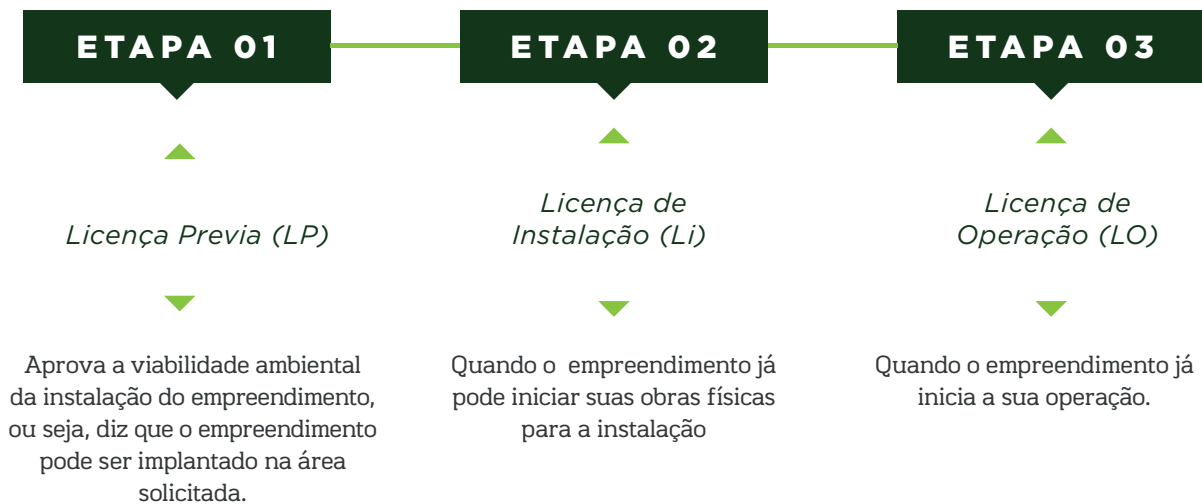 ETAPA 01
ETAPA 02
ETAPA 03
Licença Previa (LP)
Licença de
Instalação (Li)
Licença de
Operação (LO)
Aprova a viabilidade ambiental
da instalação do empreendimento,
ou seja, diz que o empreendimento
pode ser implantado na área
solicitada.
Quando o empreendimento já
pode iniciar suas obras físicas
para a instalação
Quando o empreendimento já
inicia a sua operação.